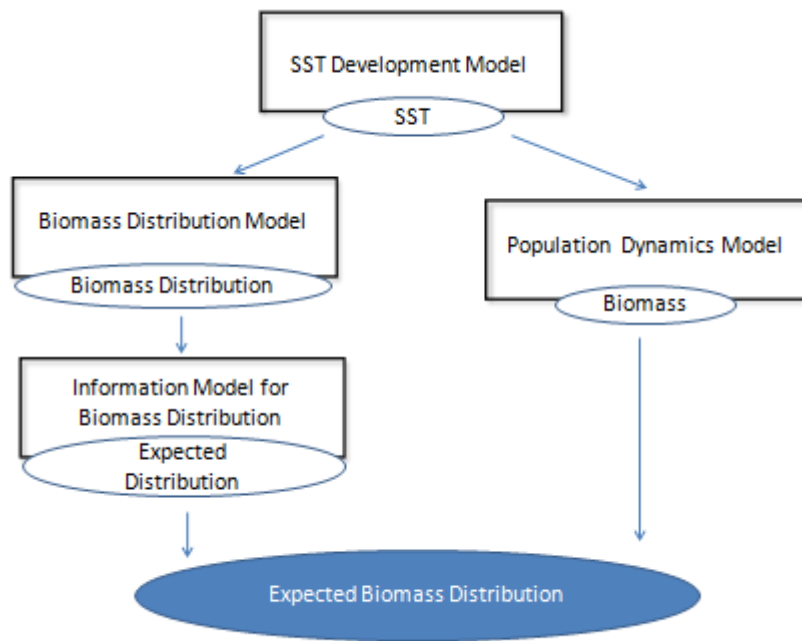 SST Development Model
SST
Biomass Distribution Model
Biomass Distribution
Population Dynamics Model
Biomass
Information Model for
Biomass Distribution
Expected
Distribution
Expected Biomass Distribution